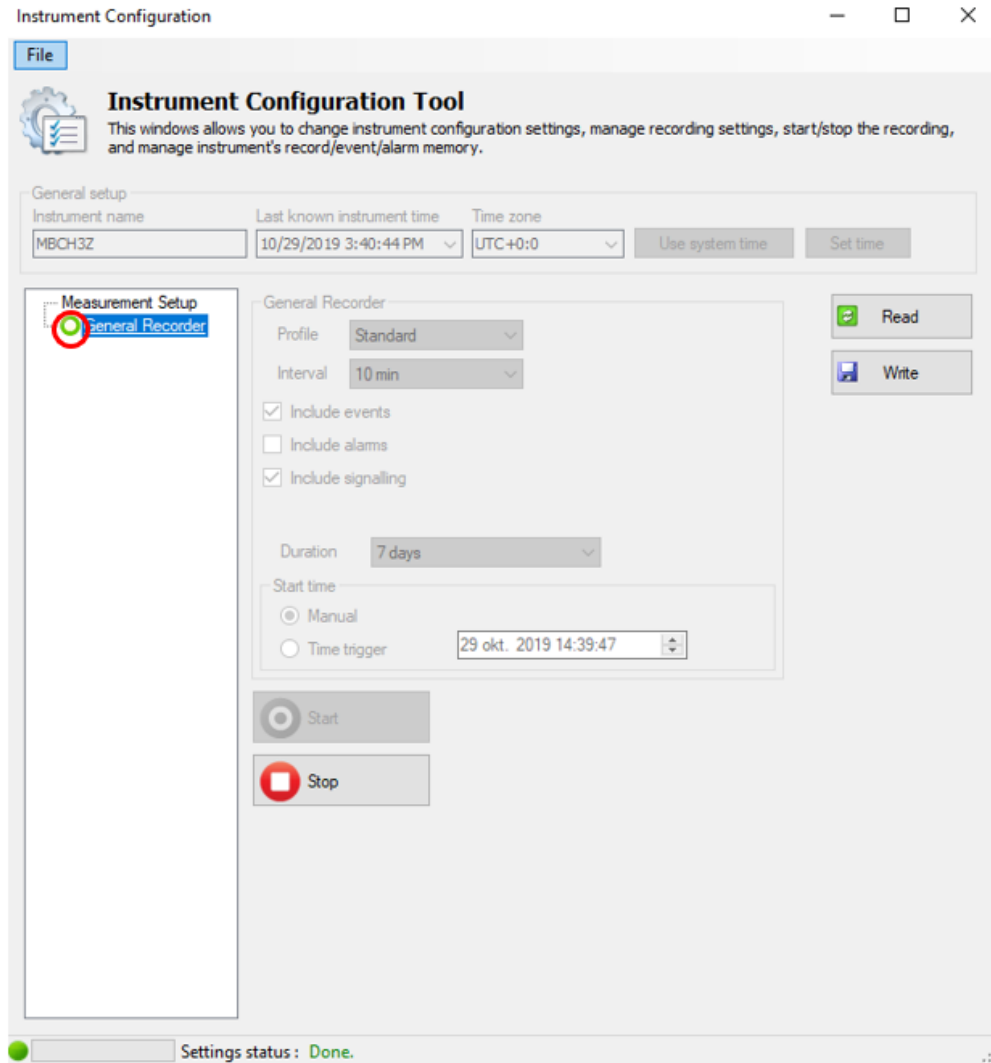 Instrument Configuration
File
Instrument Configuration Tool
This windows allows you to change instrument configuration settings, manage recording settings, start/stop the recording,
and manage instrument's record/event/alarm memory.
General setup
Instrument name Last known instrument time Time zone
MBCH3Z 10/29/2019 3:40:44 PM UTC+0:0 Use system time Set time
Measurement Setup
General Recorder
General Recorder
Profile Standard
Interval 10 min
Include events
Include alarms
Include signalling
Duration 7 days
Start time
Manual
Time trigger 29 okt. 2019 14:39:47
Start
Stop
Read
Write
Settings status : Done.